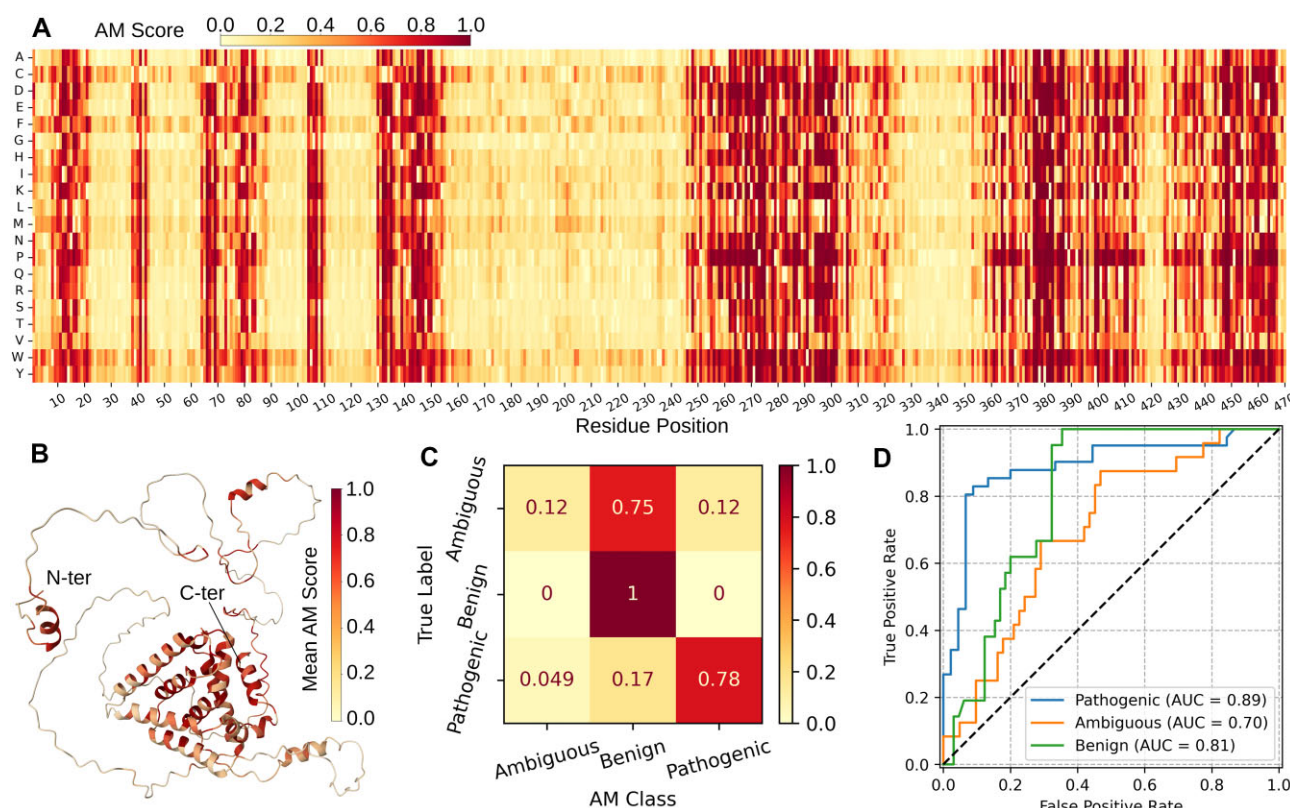 A AM Score 0.0 0.2 0.4 0.6 0.8 1.0
A
C
D
E
F
G
H
I
K
L
M
N
P
Q
R
S
T
V
W
Y
10 20 30 40 50 60 70 80 90 100 110 120 130 140 150 160 170 180 190 200 210 220 230 240 250 260 270 280 290 300 310 320 330 340 350 360 370 380 390 400 410 420 430 440 450 460 470
Residue Position
B
N-ter
C-ter
Mean AM Score
1.0
0.8
0.6
0.4
0.2
0.0
C
True Label
Ambiguous
Benign
Pathogenic
0.12 0.75 0.12
0 1 0
0.049 0.17 0.78
Ambiguous Benign Pathogenic
AM Class
1.0
0.8
0.6
0.4
0.2
0.0
D
True Positive Rate
1.0
0.8
0.6
0.4
0.2
0.0
Pathogenic (AUC = 0.89)
Ambiguous (AUC = 0.70)
Benign (AUC = 0.81)
0.0 0.2 0.4 0.6 0.8 1.0
False Positive Rate